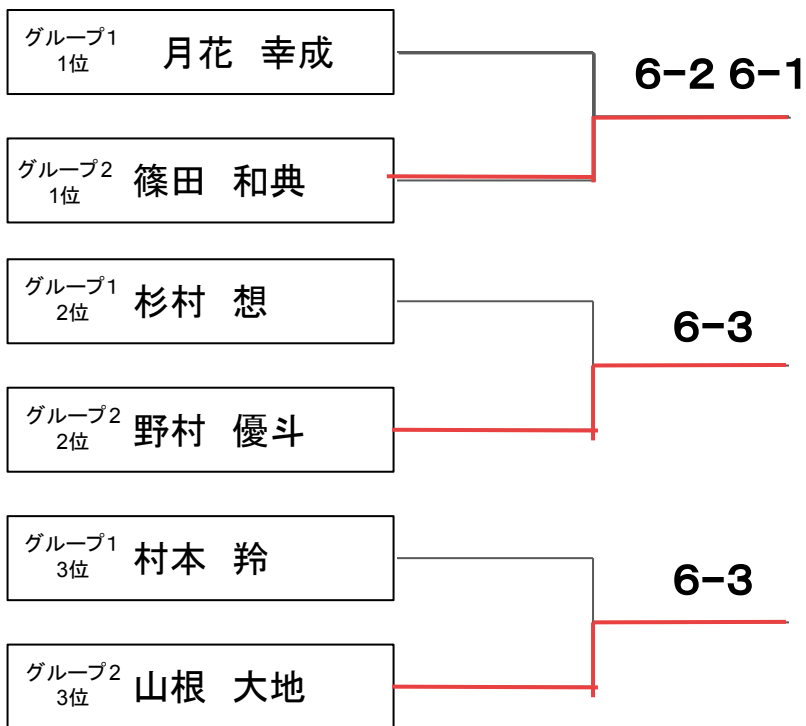 グループ1
1位
月花　幸成
6-2 6-1
グループ2
1位
篠田　和典
グループ1
2位
杉村　想
6-3
グループ2
2位
野村　優斗
グループ1
3位
村本　羚
6-3
グループ2
3位
山根　大地